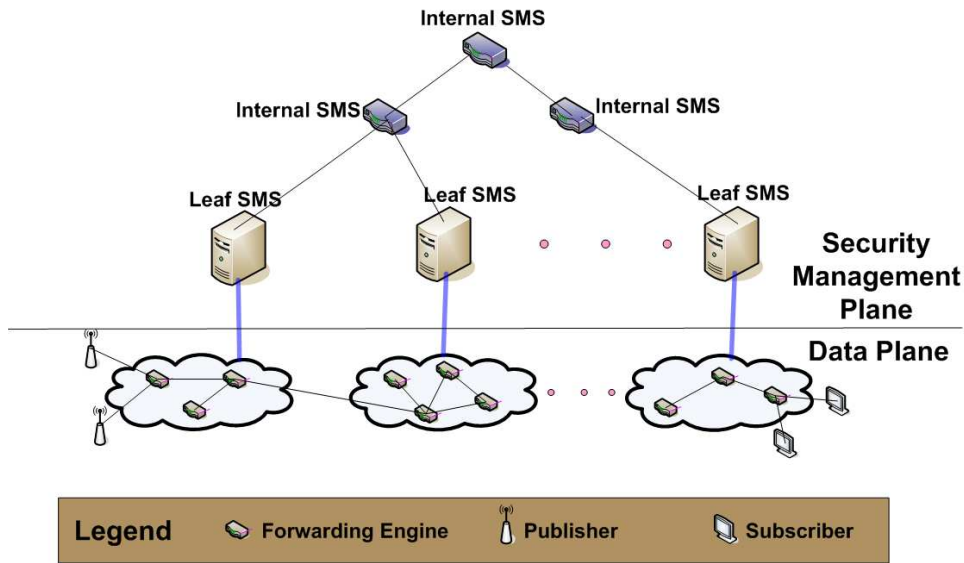 Internal SMS
Internal SMS
Internal SMS
Leaf SMS
Leaf SMS
Leaf SMS
Security
Management
Plane
Data Plane
Legend
Forwarding Engine
Publisher
Subscriber